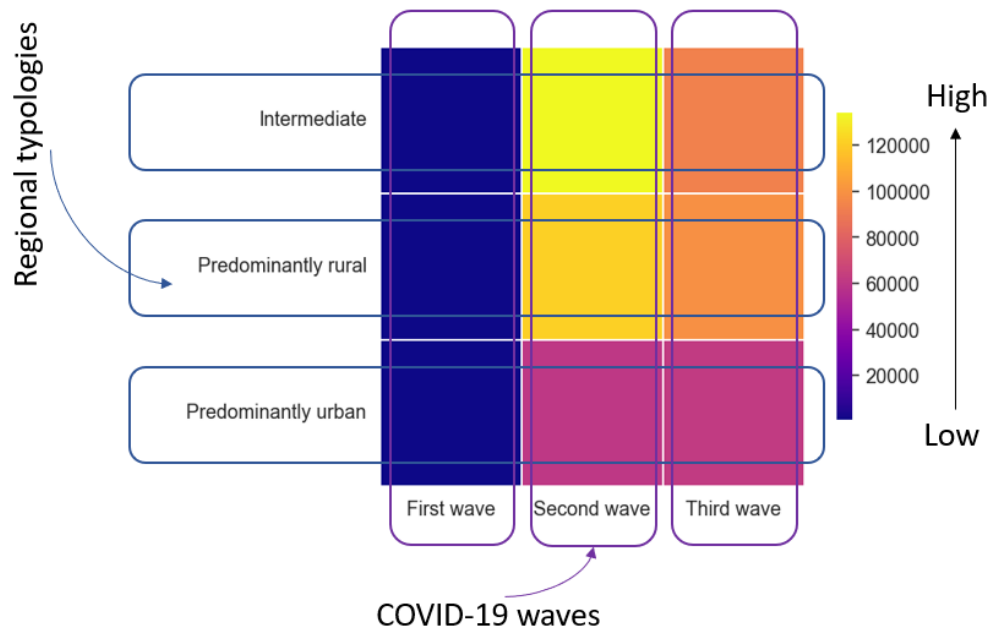 Regional typologies
Intermediate
Predominantly rural
Predominantly urban
First wave
Second wave
Third wave
COVID-19 waves
120000
100000
80000
60000
40000
20000
High
Low